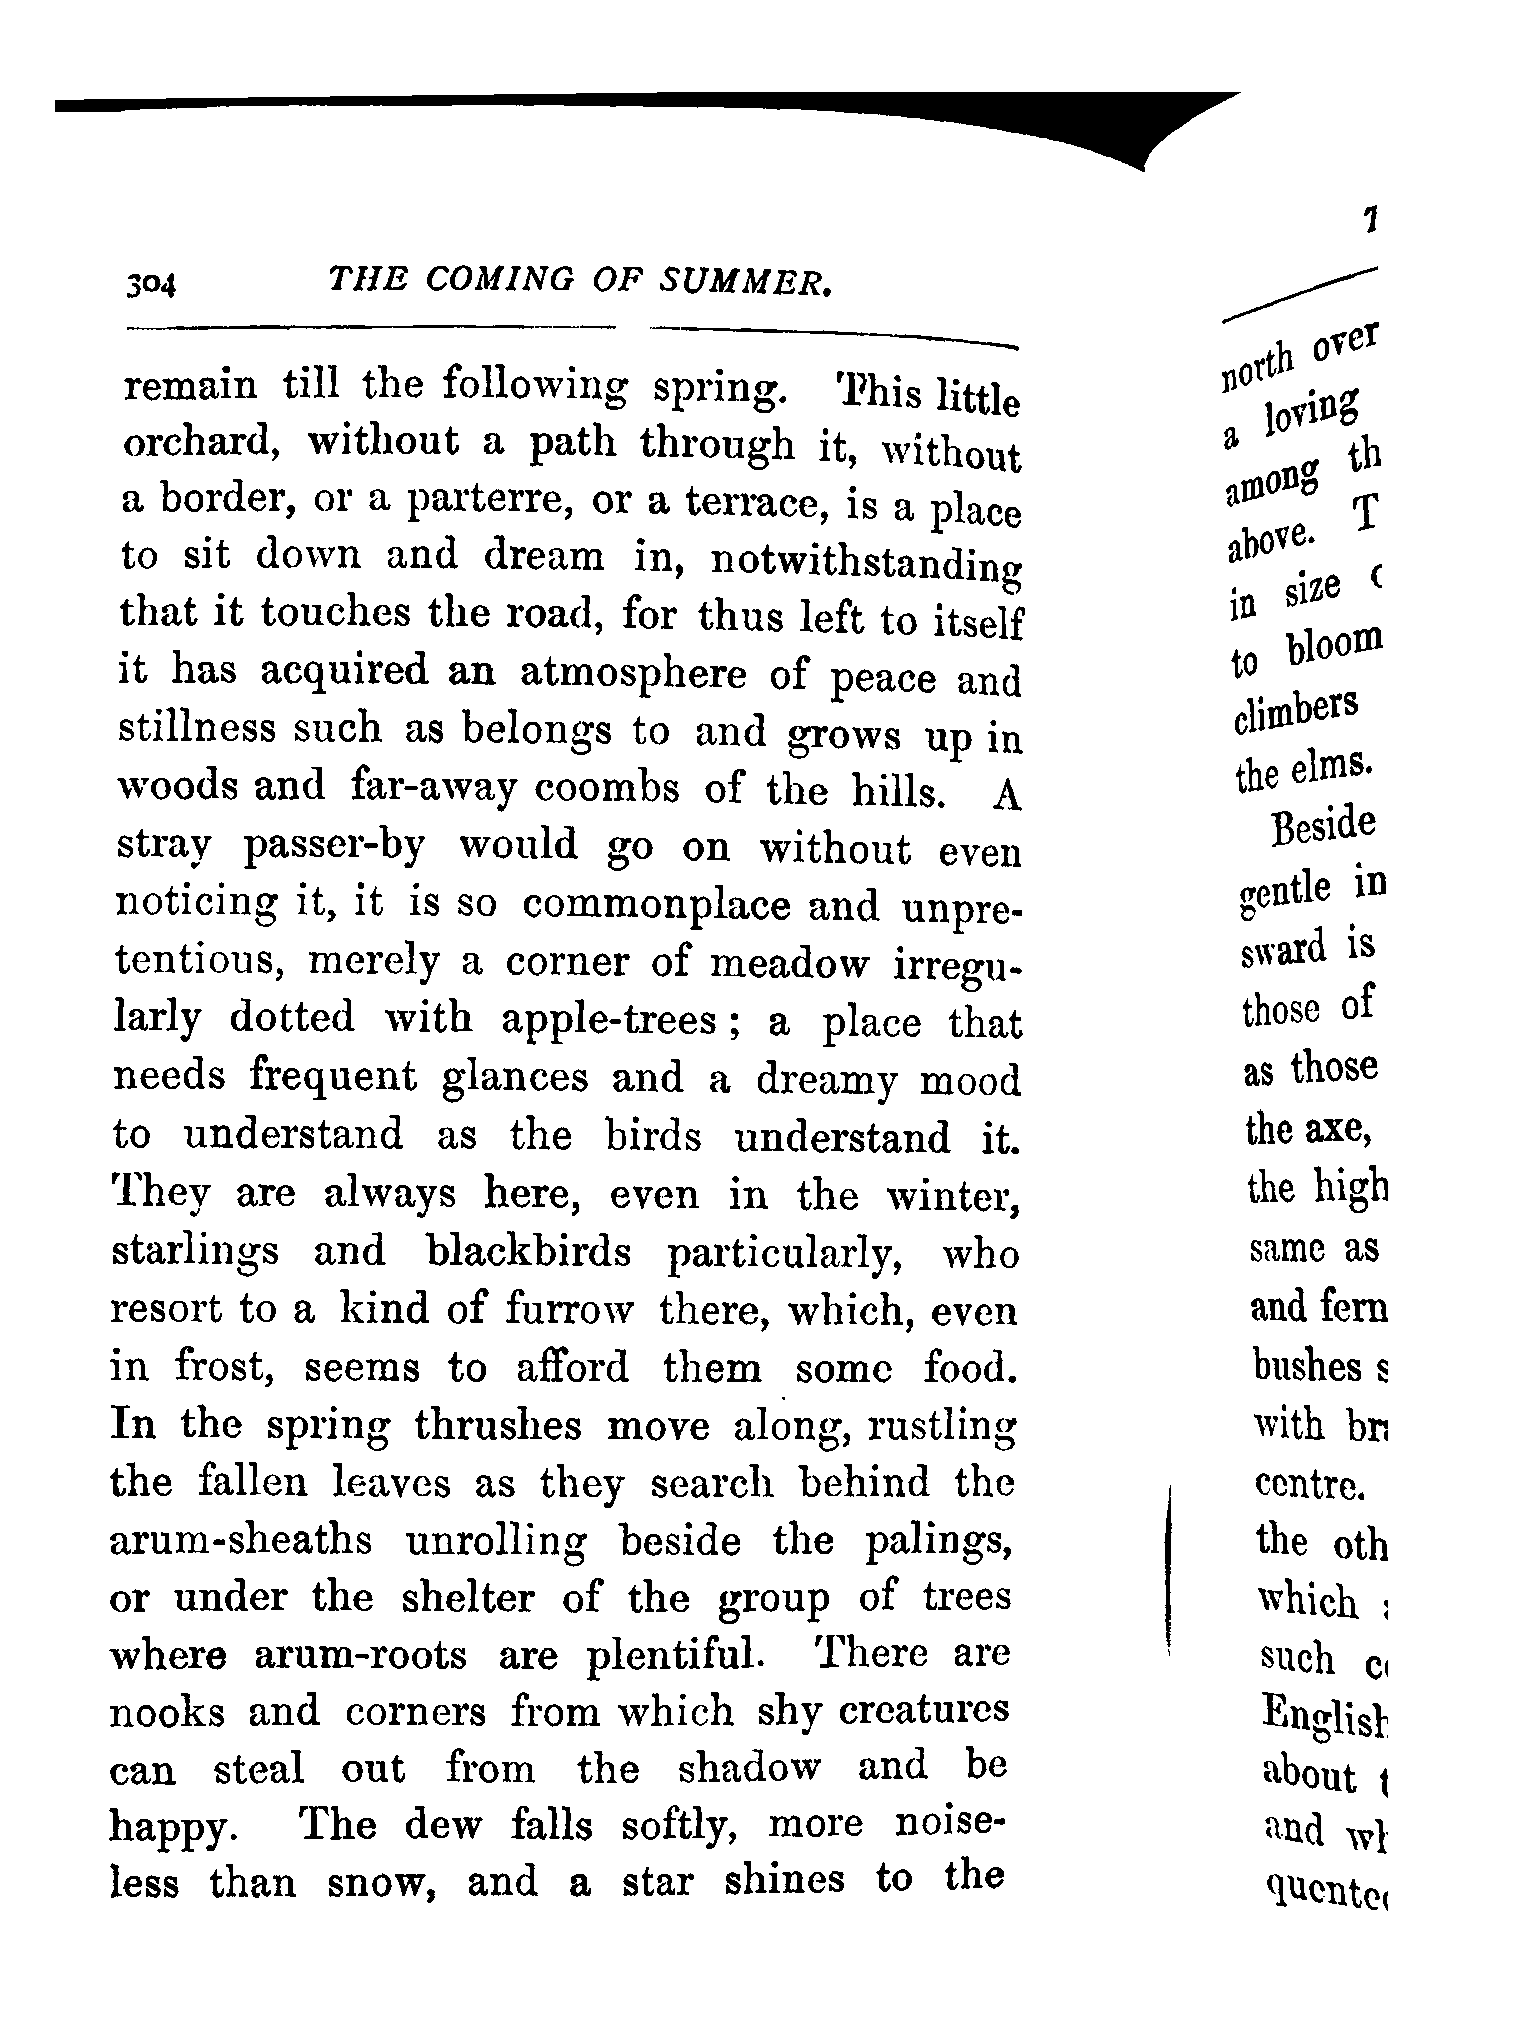 304 THE COMING OF SUMMER.
remain till the following spring. This little
orchard, without a path through it, without
a border, or a parterre, or a terrace, is a place
to sit down and dream in, notwithstanding
that it touches the road, for thus left to itself
it has acquired an atmosphere of peace and
stillness such as belongs to and grows up in
woods and far-away coombs of the hills. A
stray passer-by would go on without even
noticing it, it is so commonplace and unpre-
tentious, merely a corner of meadow irregu-
larly dotted with apple-trees; a place that
needs frequent glances and a dreamy mood
to understand as the birds understand it.
They are always here, even in the winter,
starlings and blackbirds particularly, who
resort to a kind of furrow there, which, even
in frost, seems to afford them some food.
In the spring thrushes move along, rustling
the fallen leaves as they search behind the
arum-sheaths unrolling beside the palings,
or under the shelter of the group of trees
where arum-roots are plentiful. There are
nooks and corners from which shy creatures
can steal out from the shadow and be
happy. The dew falls softly, more noise-
less than snow, and a star shines to the
north over
a loving
among th
above. T
in size
to bloom
climbers
the elms.
Beside
gentle in
sward is
those of
as those
the axe,
the high
same as
and fern
bushes s
with br
centre.
the oth
which
such c
English
about t
and wh
quented